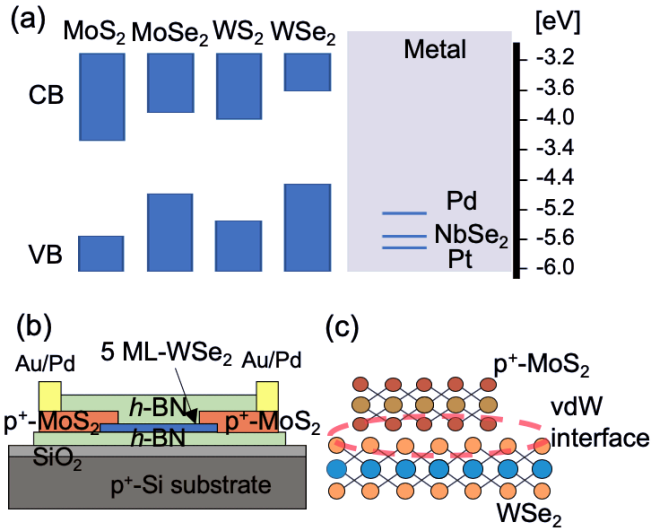 (a)
MoS₂ MoSe₂ WS₂ WSe₂
[eV]
CB
VB
Metal
Pd
NbSe₂
Pt
-3.2
-3.6
-4.0
-3.4
-4.4
-5.2
-5.6
-6.0
(b)
5 ML-WSe₂
Au/Pd
Au/Pd
h-BN
p⁺-MoS₂
p⁺-MoS₂
h-BN
SiO₂
p⁺-Si substrate
(c)
p⁺-MoS₂
vdW
interface
WSe₂